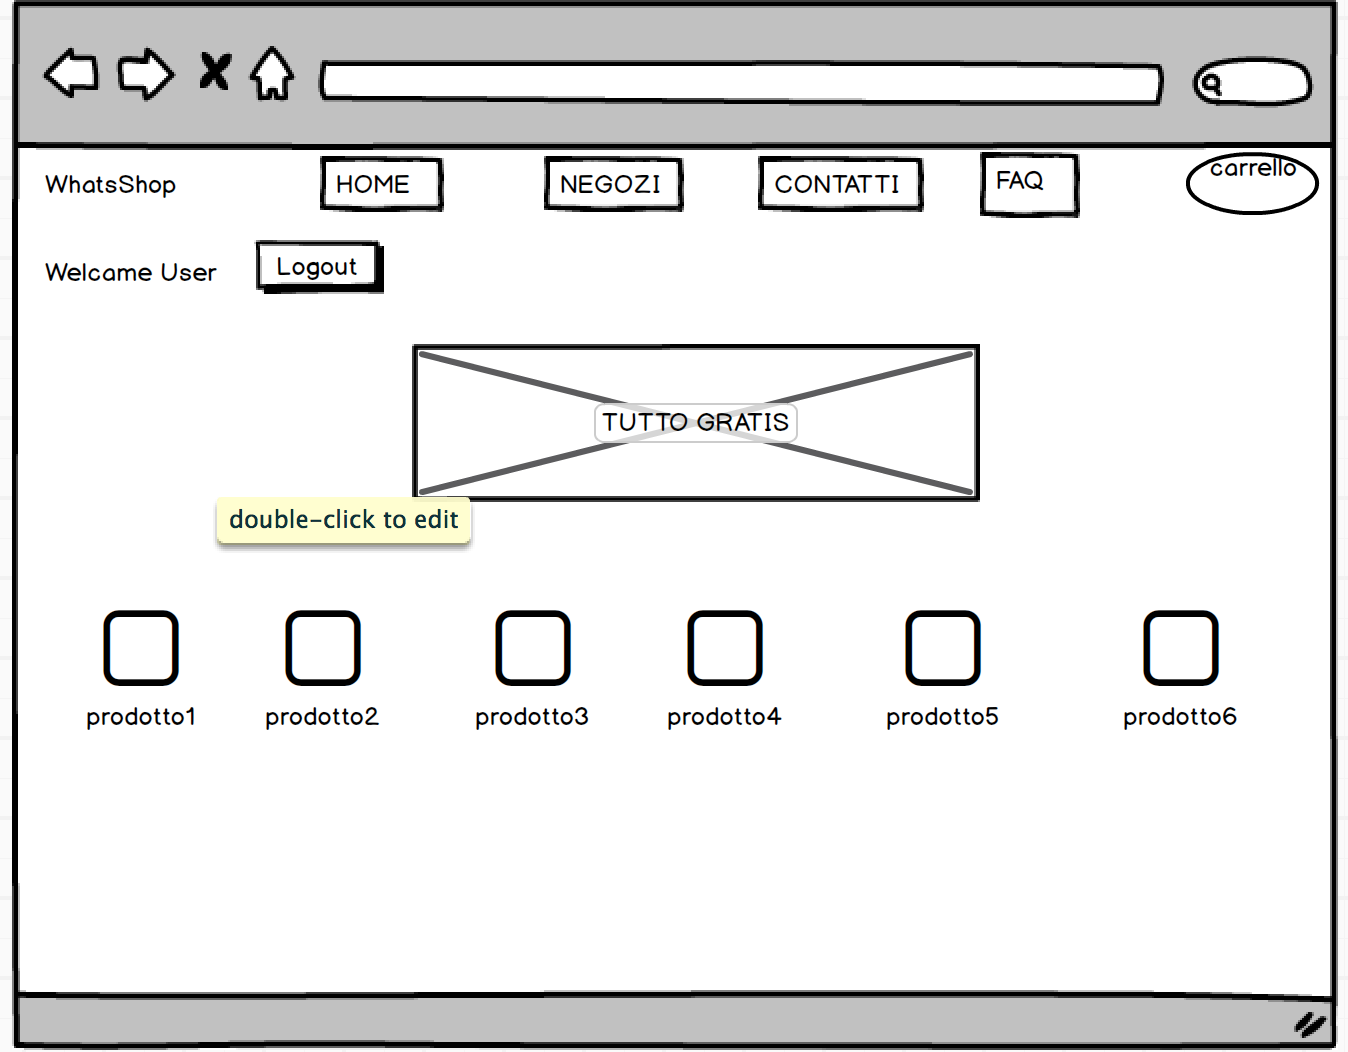 WhatsShop
HOME
NEGOZI
CONTATTI
FAQ
carrello
Welcame User
Logout
TUTTO GRATIS
double-click to edit
prodotto1
prodotto2
prodotto3
prodotto4
prodotto5
prodotto6